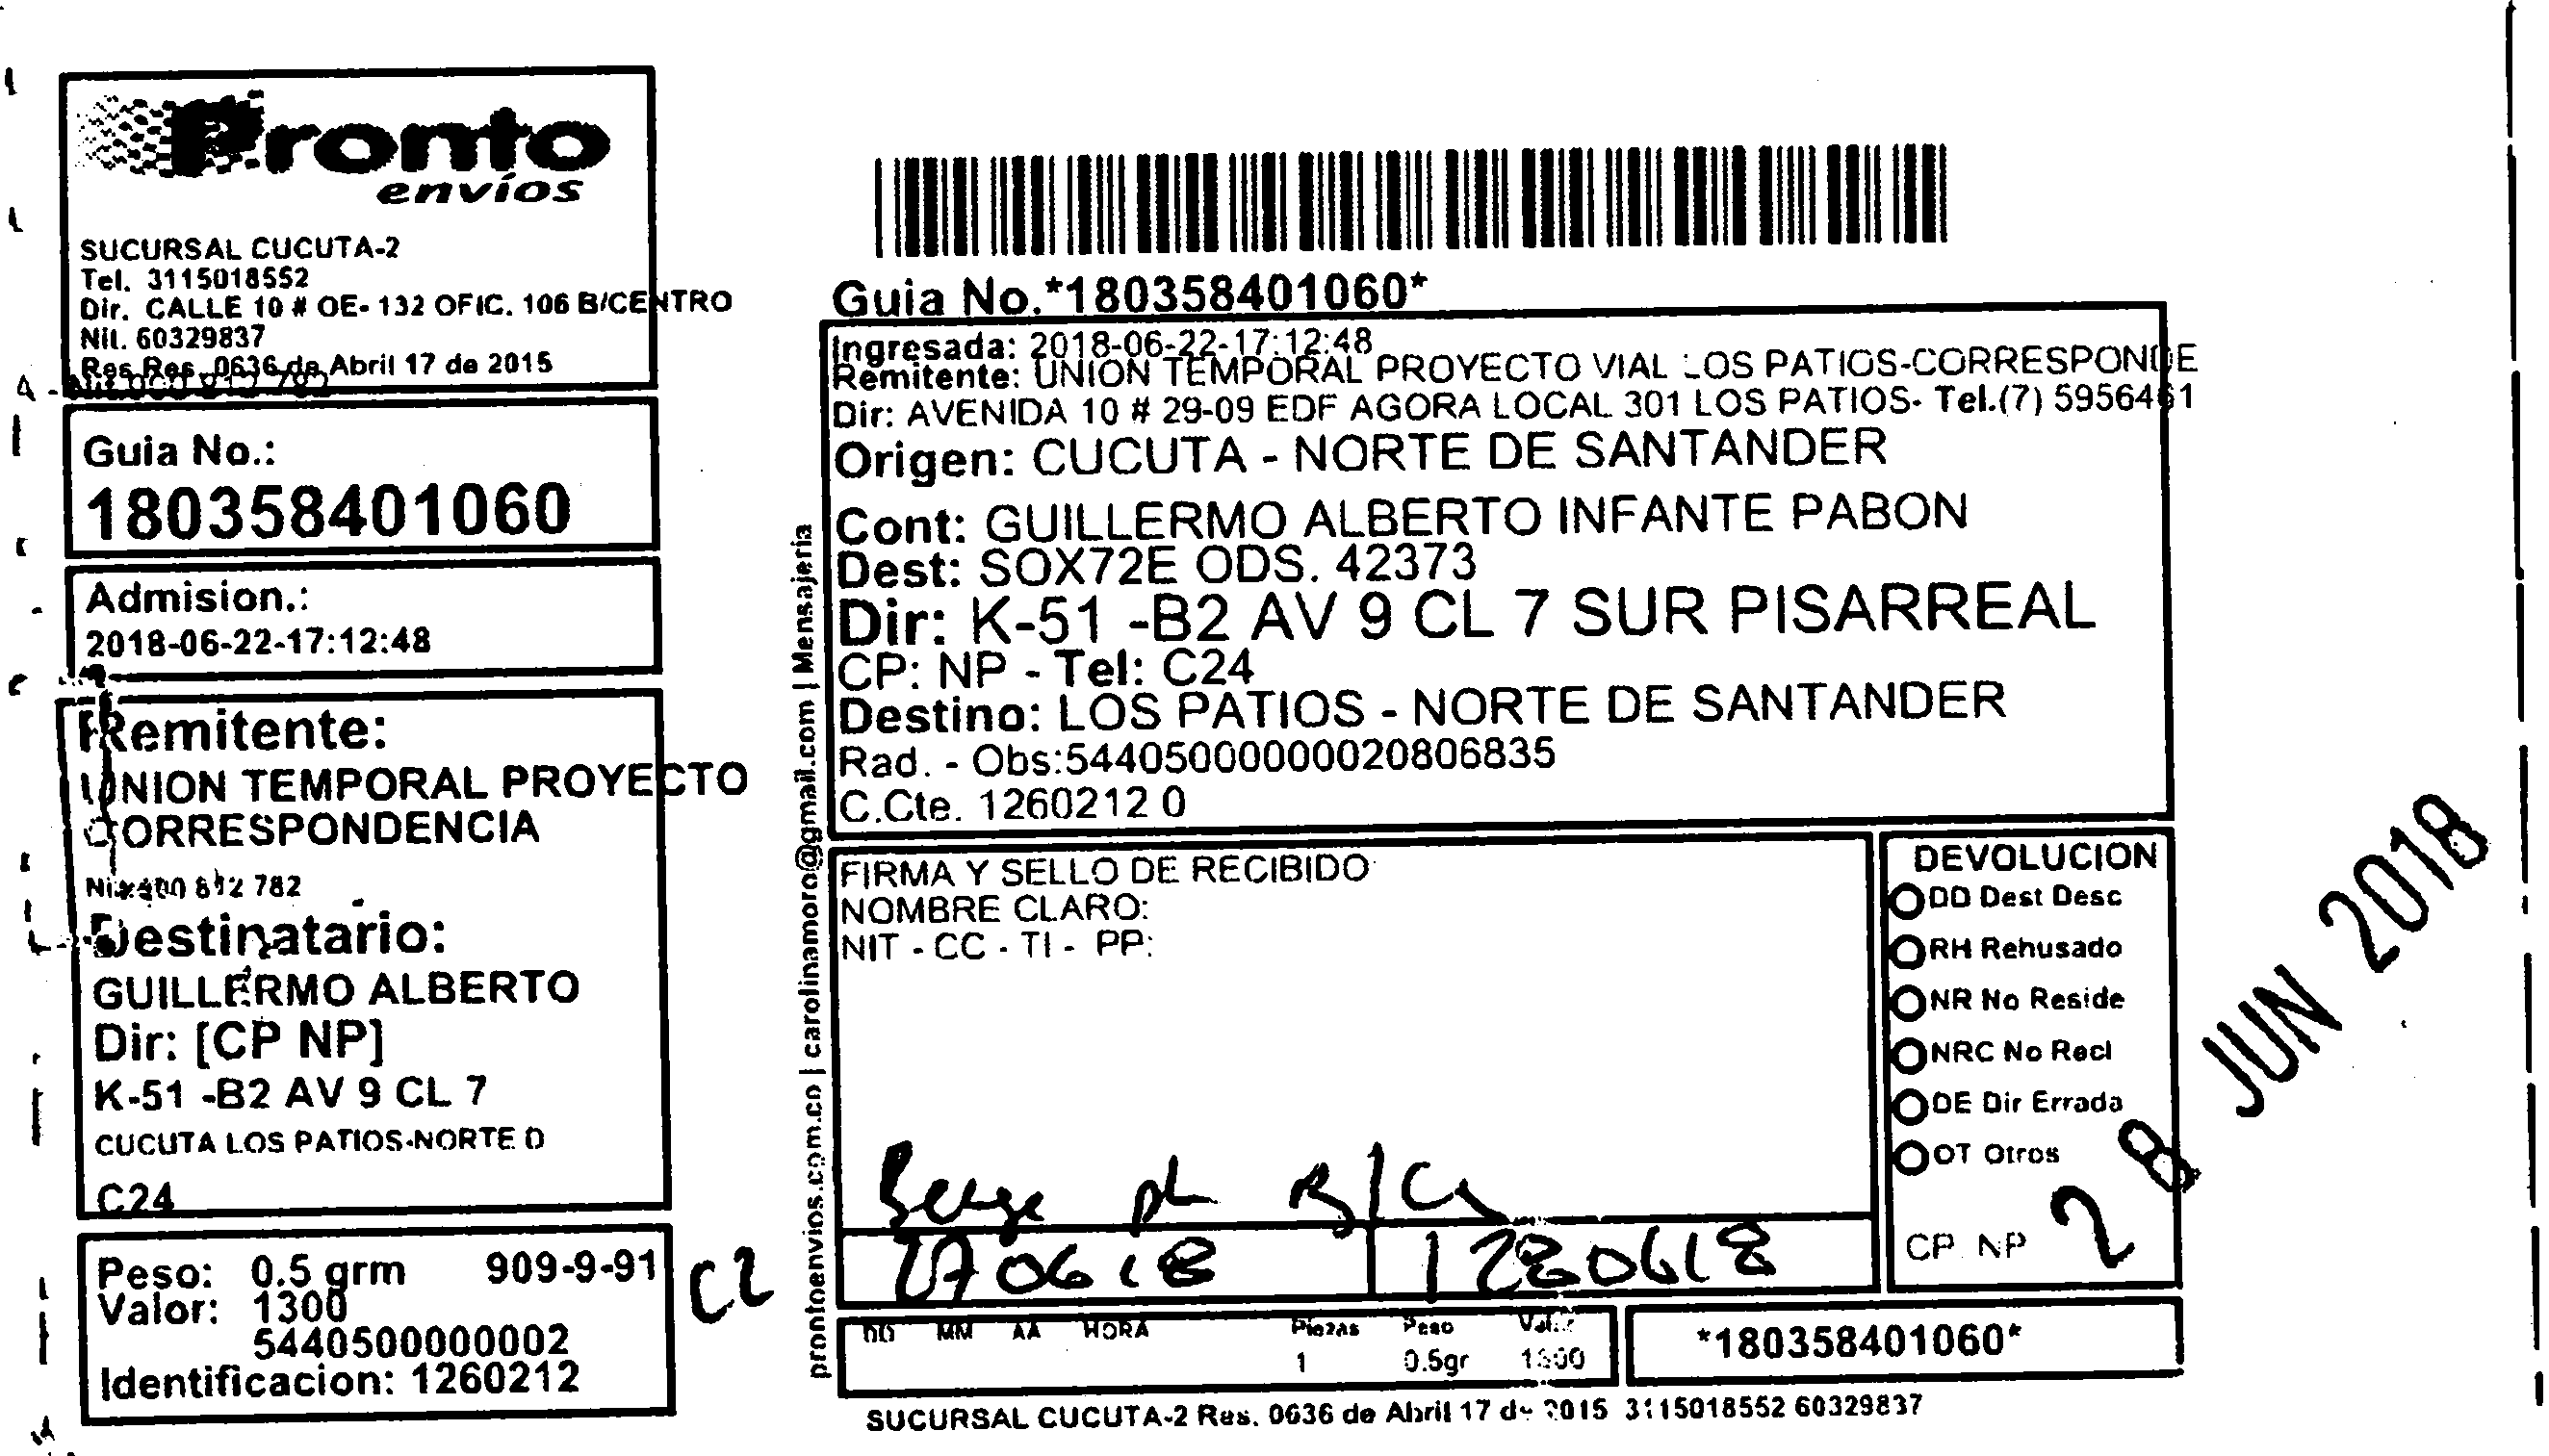 Pronto
envíos
SUCURSAL CUCUTA-2
Tel. 3115018552
Dir. CALLE 10 # OE- 132 OFIC. 106 B/CENTRO
Nit. 60329837
Res Res. 0636 de Abril 17 de 2015
Guia No.:
180358401060
Admision.:
2018-06-22-17:12:48
Remitente:
UNION TEMPORAL PROYECTO
CORRESPONDENCIA
782
Destinatario:
GUILLERMO ALBERTO
Dir: [CP NP]
K-51 -B2 AV 9 CL 7
CUCUTA LOS PATIOS-NORTE D
C24
Peso: 0.5 grm 909-9-91
Valor: 1300
5440500000002
Identificacion: 1260212
C2
prontoenvios.com.co | carolinamoro@gmail.com | Mensajeria
Guia No.*180358401060*
Ingresada: 2018-06-22-17:12:48
Remitente: UNION TEMPORAL PROYECTO VIAL LOS PATIOS-CORRESPONDE
Dir: AVENIDA 10 # 29-09 EDF AGORA LOCAL 301 LOS PATIOS- Tel.(7) 5956461
Origen: CUCUTA - NORTE DE SANTANDER
Cont: GUILLERMO ALBERTO INFANTE PABON
Dest: SOX72E ODS. 42373
Dir: K-51 -B2 AV 9 CL 7 SUR PISARREAL
CP: NP - Tel: C24
Destino: LOS PATIOS - NORTE DE SANTANDER
Rad. - Obs:544050000000020806835
C.Cte. 1260212 0
FIRMA Y SELLO DE RECIBIDO
NOMBRE CLARO:
NIT - CC - TI - PP:
270618 280618
DD MM AA HORA Piezas Peso Valor
1 0.5gr 1300
DEVOLUCION
DD Dest Desc
RH Rehusado
NR No Reside
NRC No Recl
DE Dir Errada
OT Otros
CP NP
28 JUN 2018
*180358401060*
SUCURSAL CUCUTA-2 Res. 0636 de Abril 17 de 2015 3115018552 60329837